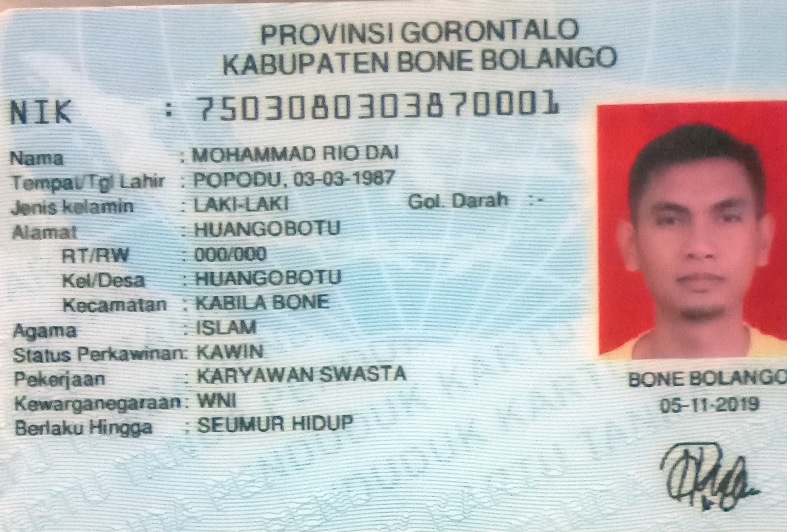 PROVINSI GORONTALO
KABUPATEN BONE BOLANGO
NIK : 7503080303870001
Nama : MOHAMMAD RIO DAI
Tempat/Tgl Lahir : POPODU, 03-03-1987
Jenis kelamin : LAKI-LAKI Gol. Darah :-
Alamat : HUANGOBOTU
RT/RW : 000/000
Kel/Desa : HUANGOBOTU
Kecamatan : KABILA BONE
Agama : ISLAM
Status Perkawinan: KAWIN
Pekerjaan : KARYAWAN SWASTA
Kewarganegaraan: WNI
Berlaku Hingga : SEUMUR HIDUP
BONE BOLANGO
05-11-2019